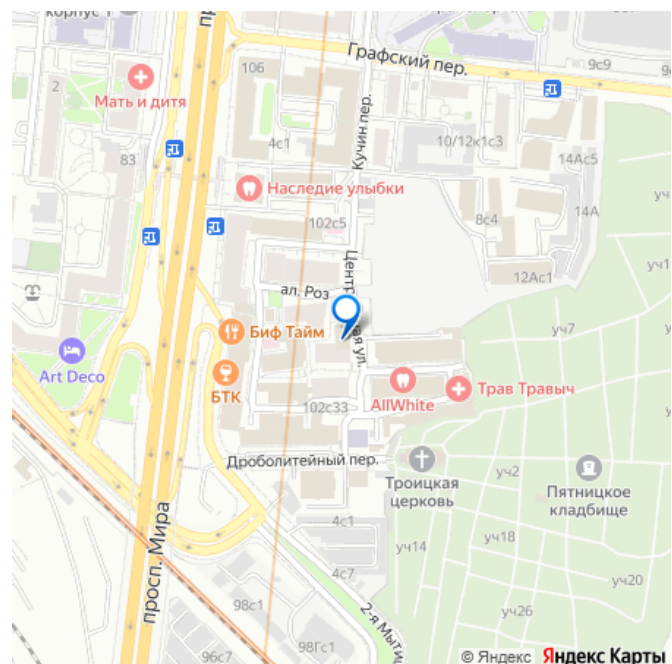 корпус 1
2
Мать и дитя
106
Графский пер.
9с9
Кучин пер.
10/12к1с3
4с1
83
14Ас5
Наследие улыбки
14А
102с5
8с4
12Ас1
ал. Роз
уч7
Биф Тайм
Art Deco
БТК
AllWhite
Трав Травыч
102с33
Дроболитейный пер.
Троицкая
церковь
уч2
Пятницкое
кладбище
просп. Мира
4с1
уч14
уч18
4с7
уч20
98с1
уч26
98Гс1
96с7
© Яндекс Яндекс Карты